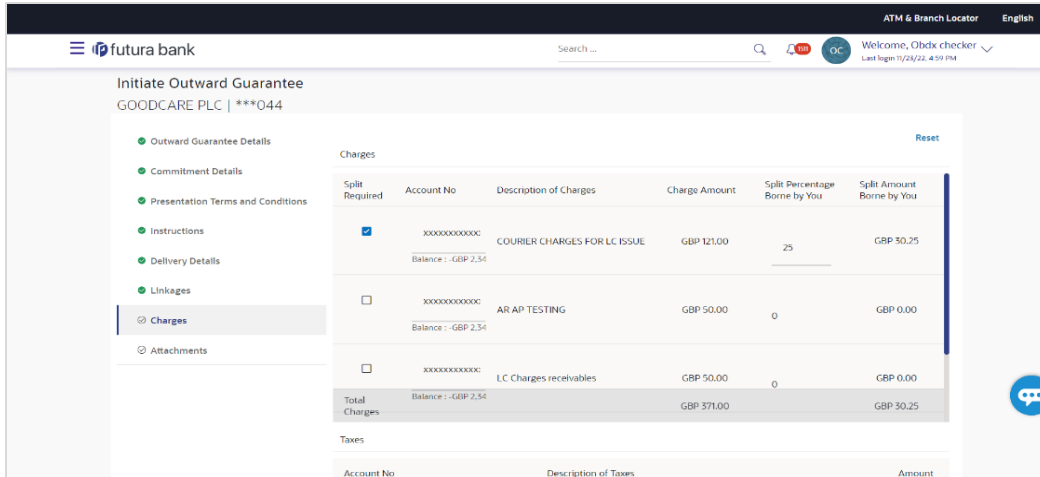 ATM & Branch Locator English
futura bank
Search ...
OC
Welcome, Obdx checker
Last login 11/23/22, 4:59 PM
Initiate Outward Guarantee
GOODCARE PLC | ***044
Outward Guarantee Details
Commitment Details
Presentation Terms and Conditions
Instructions
Delivery Details
Linkages
Charges
Attachments
Reset
Charges
Split Required Account No Description of Charges Charge Amount Split Percentage Borne by You Split Amount Borne by You
xxxxxxxxxxx COURIER CHARGES FOR LC ISSUE GBP 121.00 25 GBP 30.25
Balance : -GBP 2,34
xxxxxxxxxxx AR AP TESTING GBP 50.00 0 GBP 0.00
Balance : -GBP 2,34
xxxxxxxxxxx LC Charges receivables GBP 50.00 0 GBP 0.00
Balance : -GBP 2,34
Total Charges GBP 371.00 GBP 30.25
Taxes
Account No Description of Taxes Amount